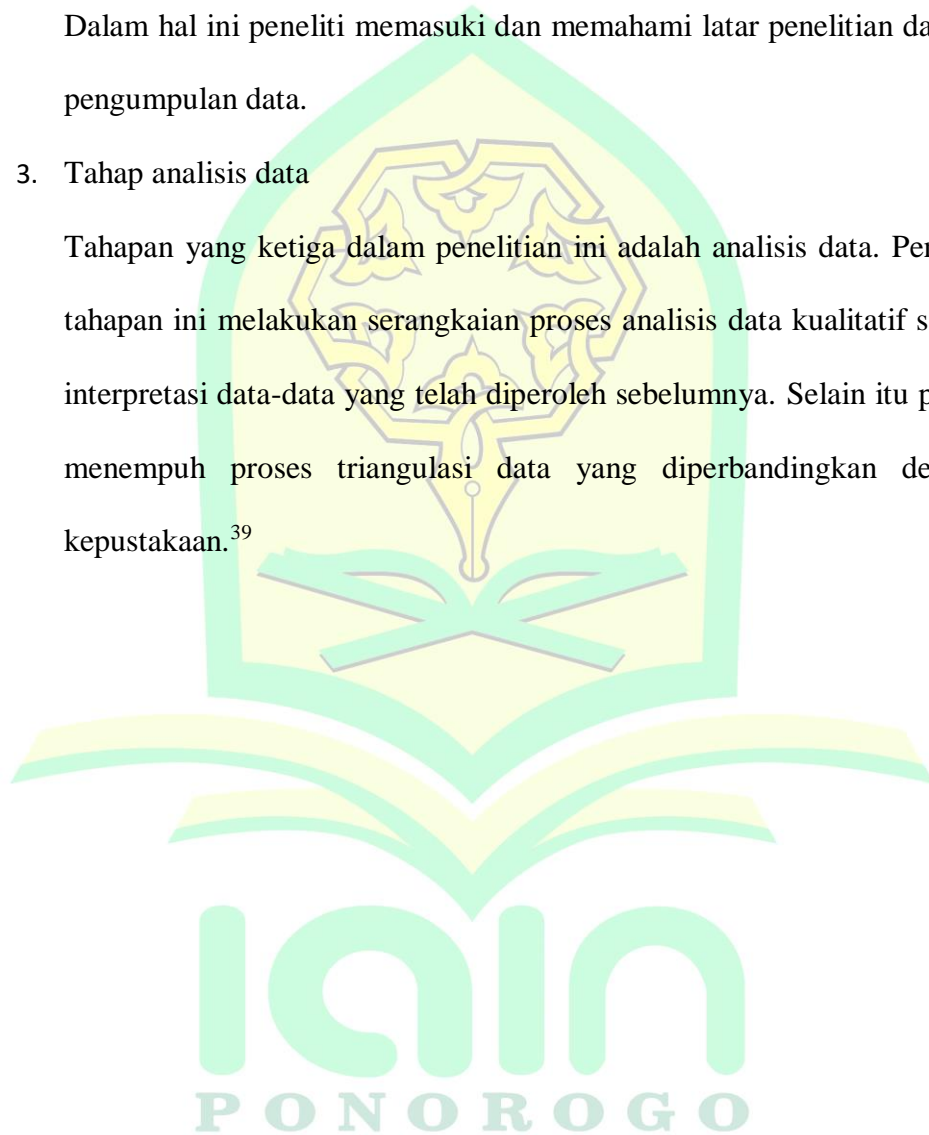 Dalam hal ini peneliti memasuki dan memahami latar penelitian da
pengumpulan data.
3. Tahap analisis data
Tahapan yang ketiga dalam penelitian ini adalah analisis data. Per
tahapan ini melakukan serangkaian proses analisis data kualitatif s
interpretasi data-data yang telah diperoleh sebelumnya. Selain itu p
menempuh proses triangulasi data yang diperbandingkan de
kepustakaan.39
iain
PONOROGO